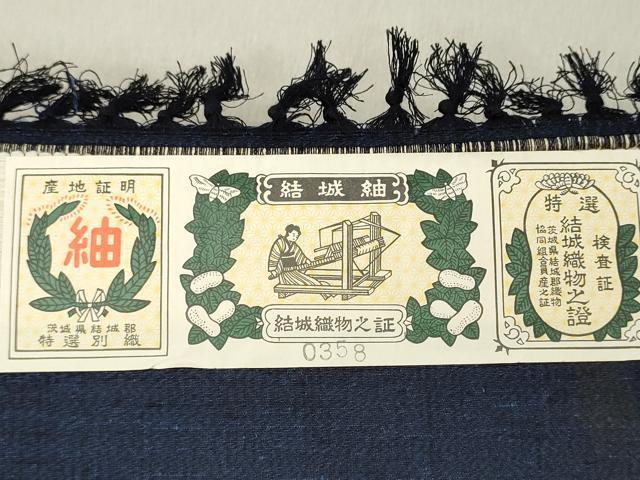 産地証明
紬
茨城県結城郡
特選別織
結城紬
結城織物之証
0358
特選
検査証
結城織物之證
茨城県結城郡織物
協同組合員産之証